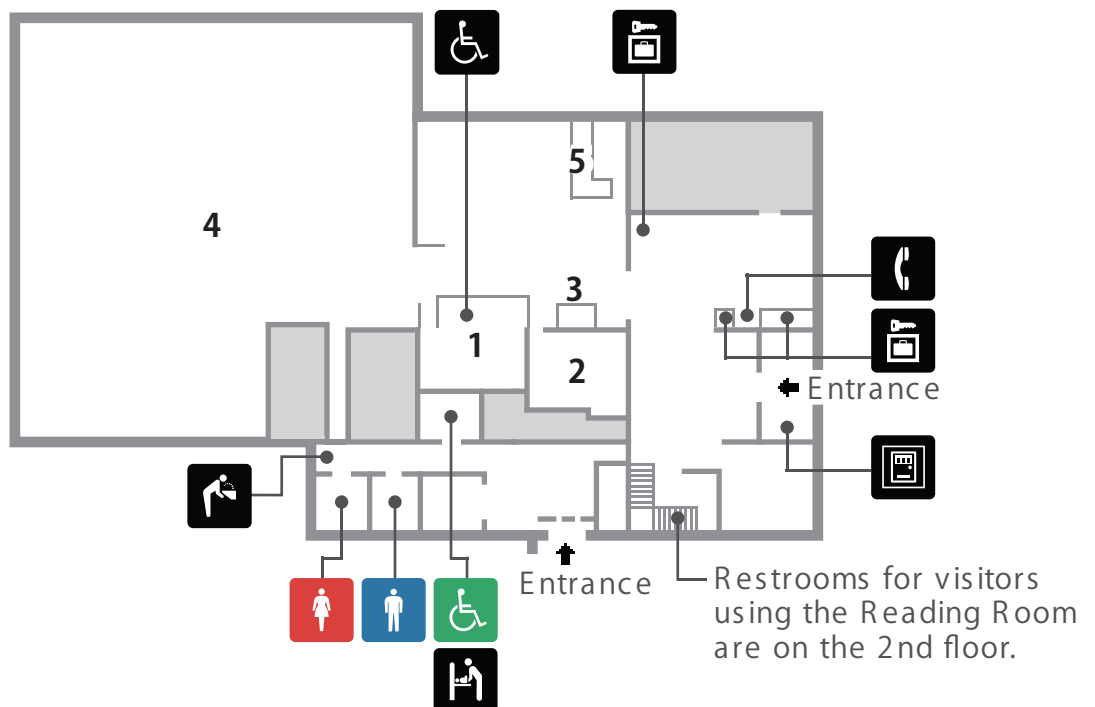 5
4
3
1
2
Entrance
Entrance
Restrooms for visitors
using the Reading Room
are on the 2nd floor.